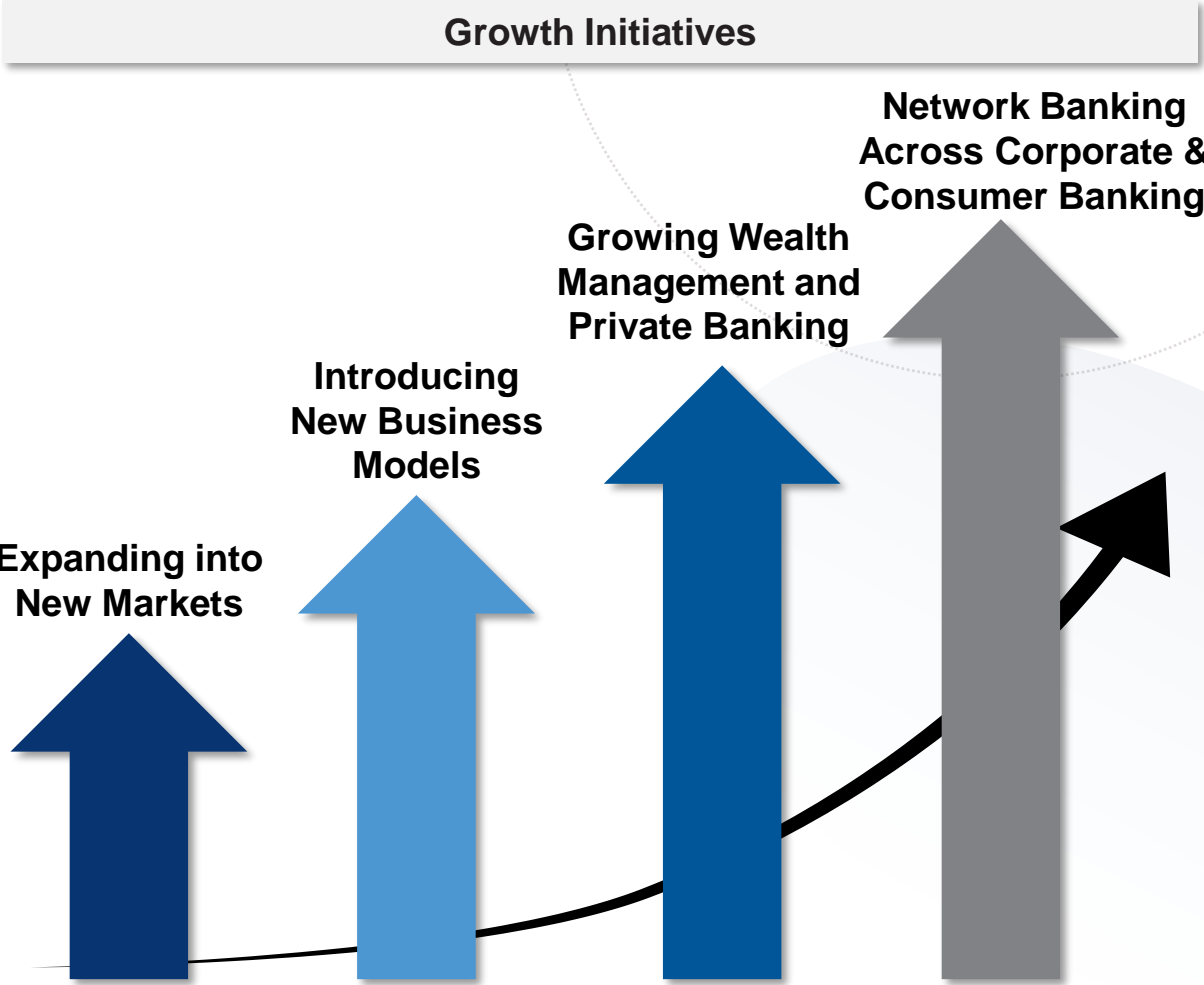 Growth Initiatives
Network Banking
Across Corporate &
Consumer Banking
Growing Wealth
Management and
Private Banking
Introducing
New Business
Models
Expanding into
New Markets